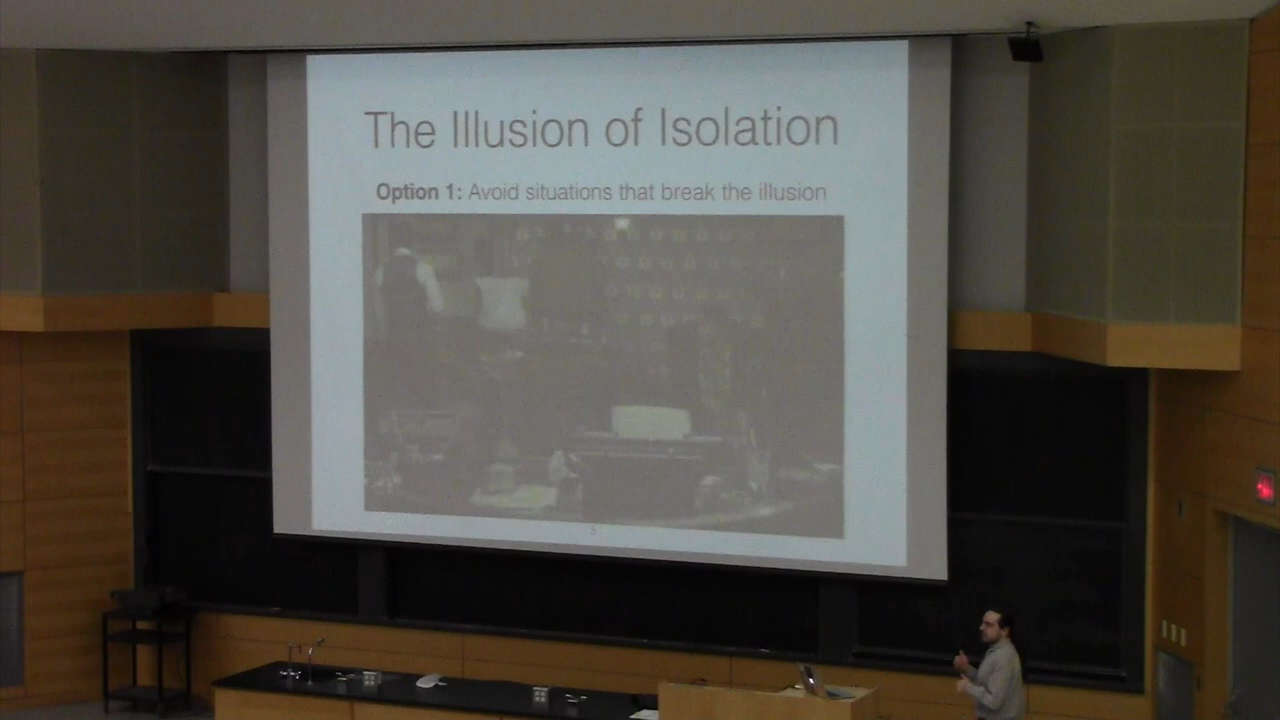 The Illusion of Isolation
Option 1: Avoid situations that break the illusion